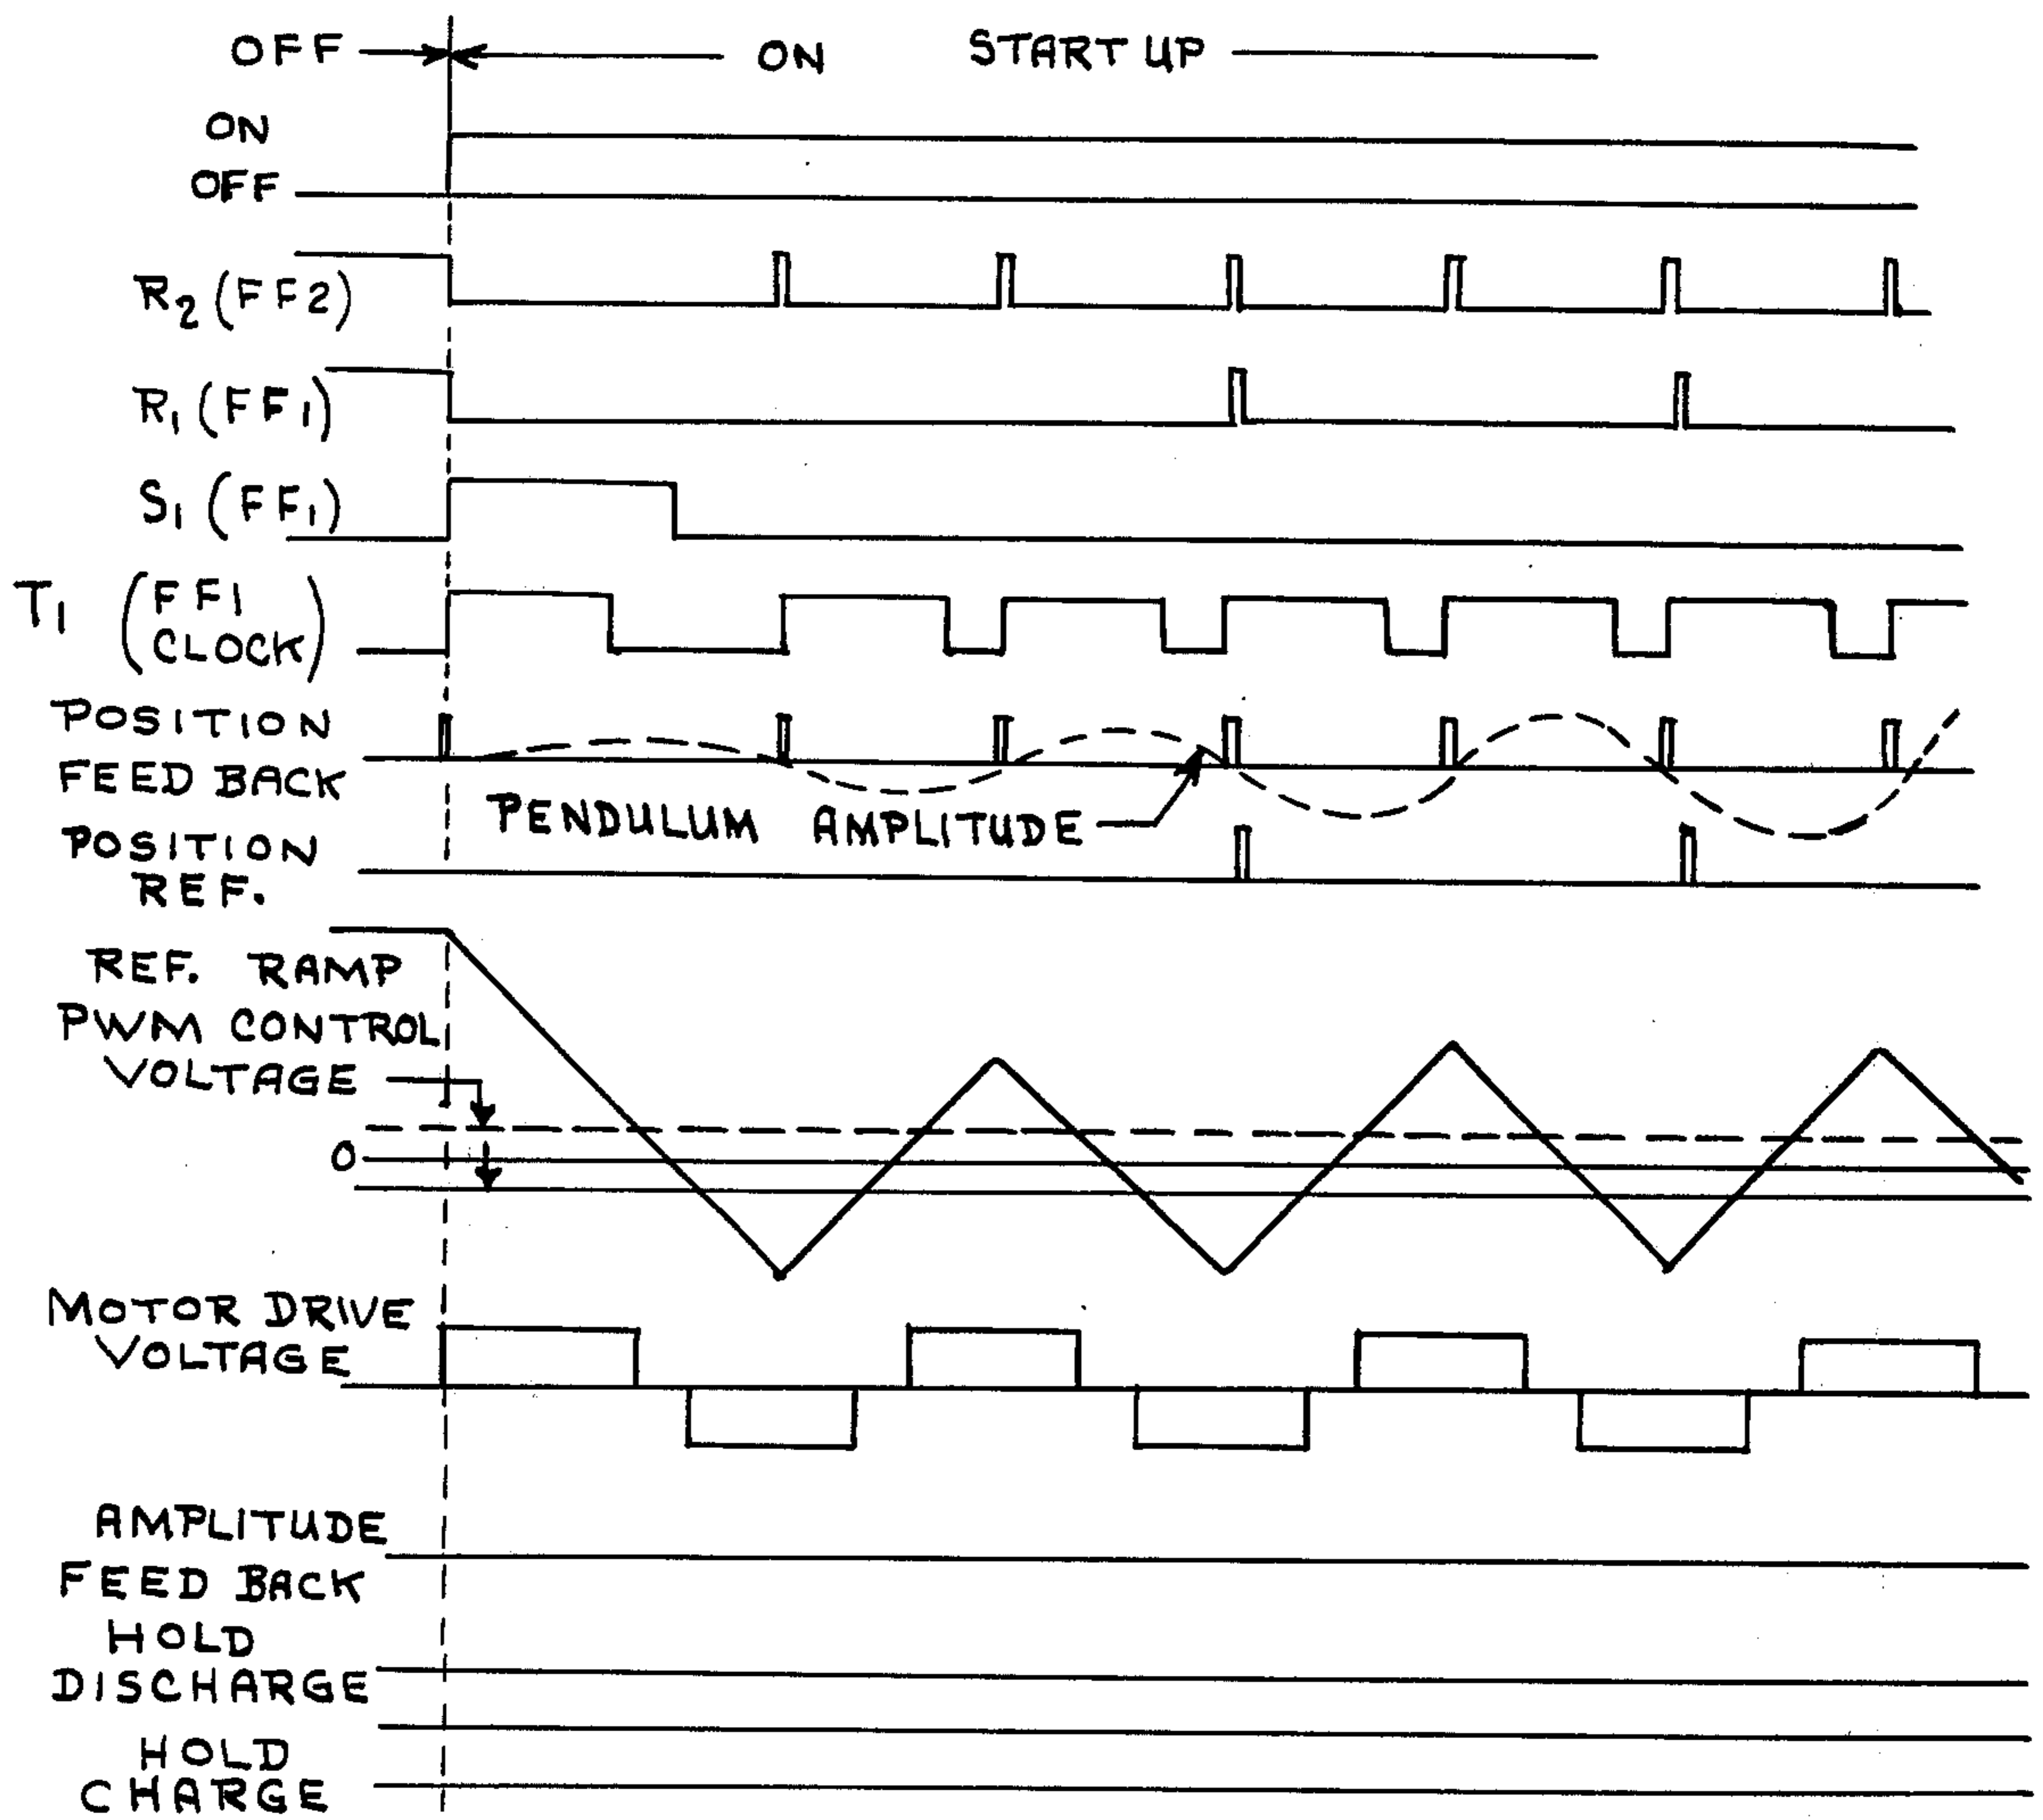 OFF ON START UP
ON
OFF
R2 (FF2)
R1 (FF1)
S1 (FF1)
T1 (FF1
CLOCK)
POSITION
FEED BACK
PENDULUM AMPLITUDE
POSITION
REF.
REF. RAMP
PWM CONTROL
VOLTAGE
0
MOTOR DRIVE
VOLTAGE
AMPLITUDE
FEED BACK
HOLD
DISCHARGE
HOLD
CHARGE